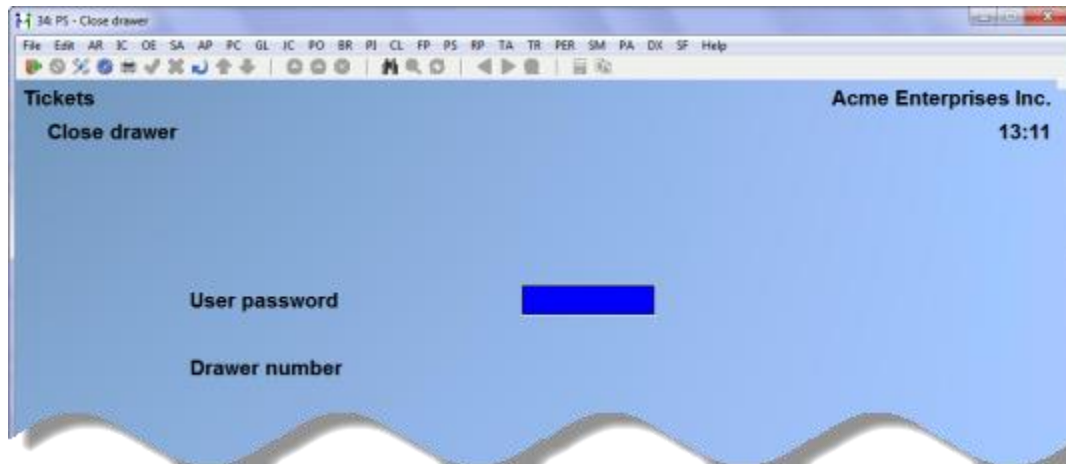 34: PS - Close drawer
File Edit AR IC OE SA AP PC GL JC PO BR PI CL FP PS RP TA TR PER SM PA DX SF Help
Tickets Acme Enterprises Inc.
Close drawer 13:11
User password
Drawer number